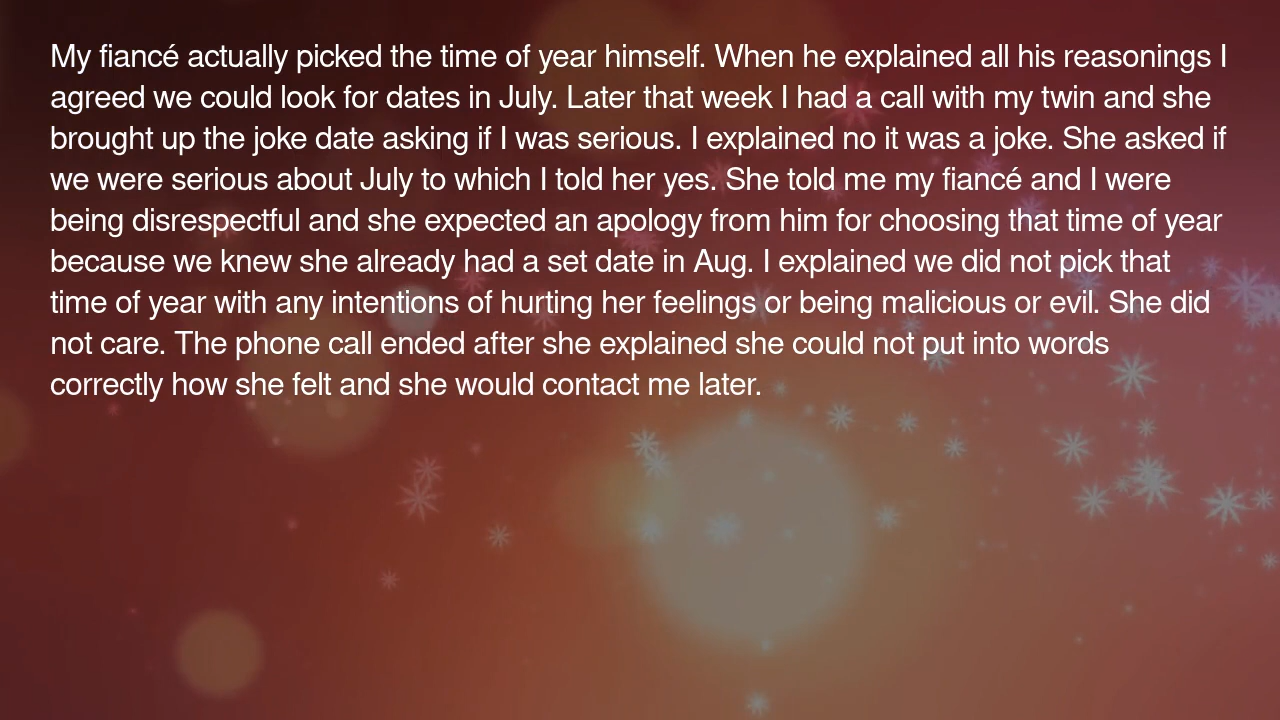 My fiancé actually picked the time of year himself. When he explained all his reasonings I
agreed we could look for dates in July. Later that week I had a call with my twin and she
brought up the joke date asking if I was serious. I explained no it was a joke. She asked if
we were serious about July to which I told her yes. She told me my fiancé and I were
being disrespectful and she expected an apology from him for choosing that time of year
because we knew she already had a set date in Aug. I explained we did not pick that
time of year with any intentions of hurting her feelings or being malicious or evil. She did
not care. The phone call ended after she explained she could not put into words
correctly how she felt and she would contact me later.